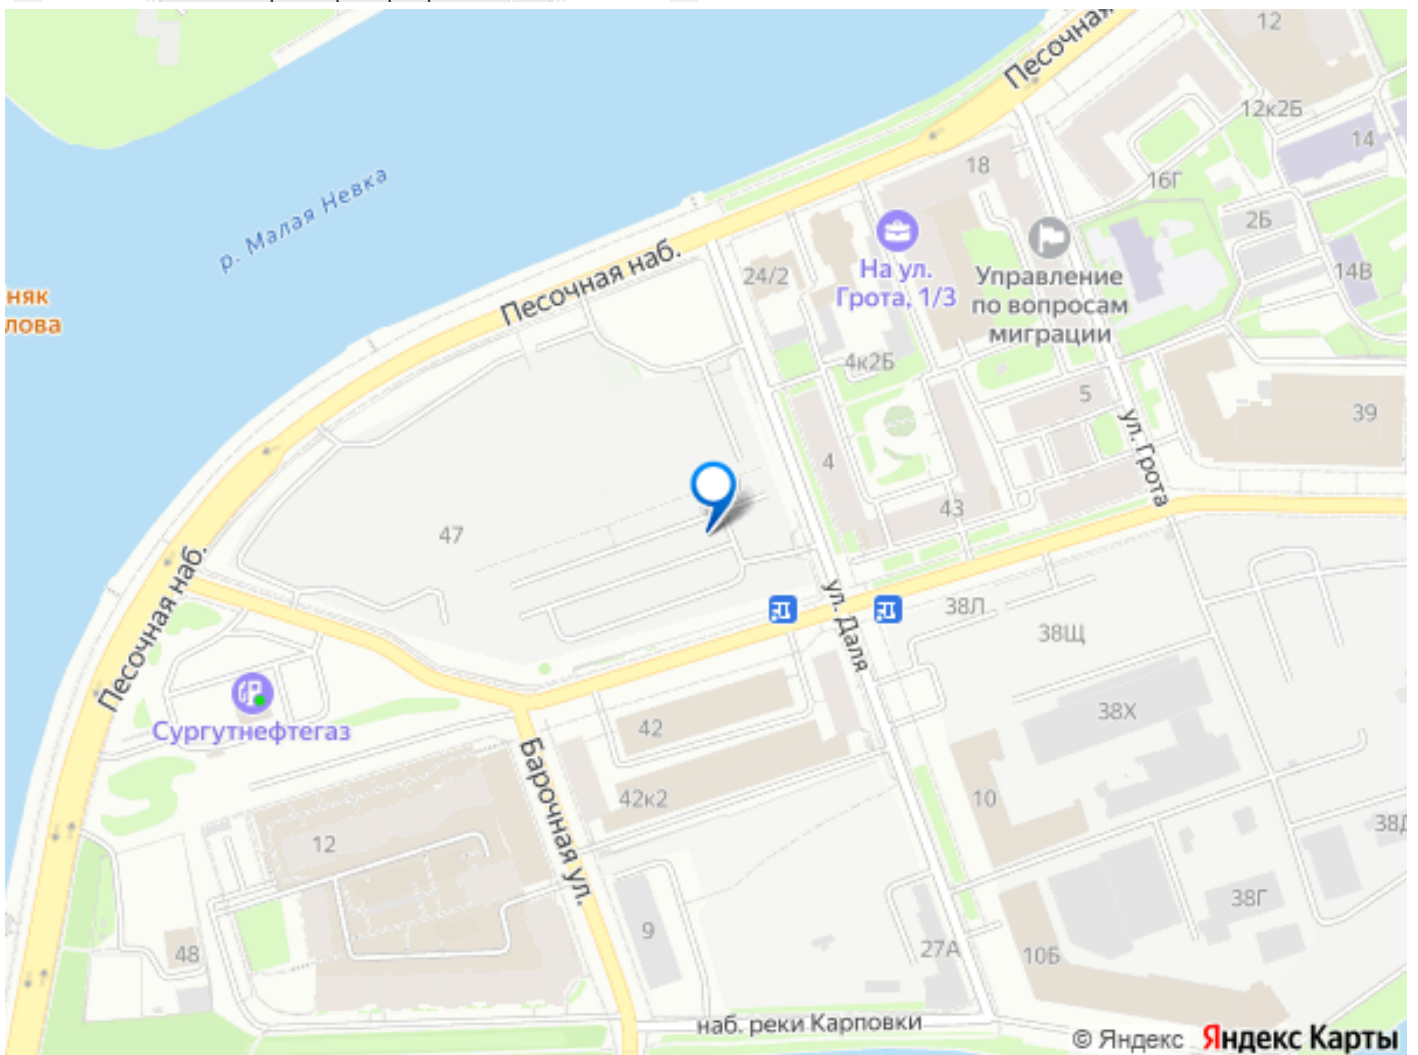 Песочная
12
12к2Б
14
18
16Г
2Б
р. Малая Невка
14В
няк
лова
Песочная наб.
24/2
На ул.
Грота, 1/3
Управление
по вопросам
миграции
4к2Б
5
39
ул. Грота
4
43
47
Песочная наб.
ул. Даля
38Л
38Щ
Сургутнефтегаз
42
38Х
Барочная ул.
42к2
10
12
38Г
9
48
27А
10Б
наб. реки Карповки
© Яндекс Яндекс Карты